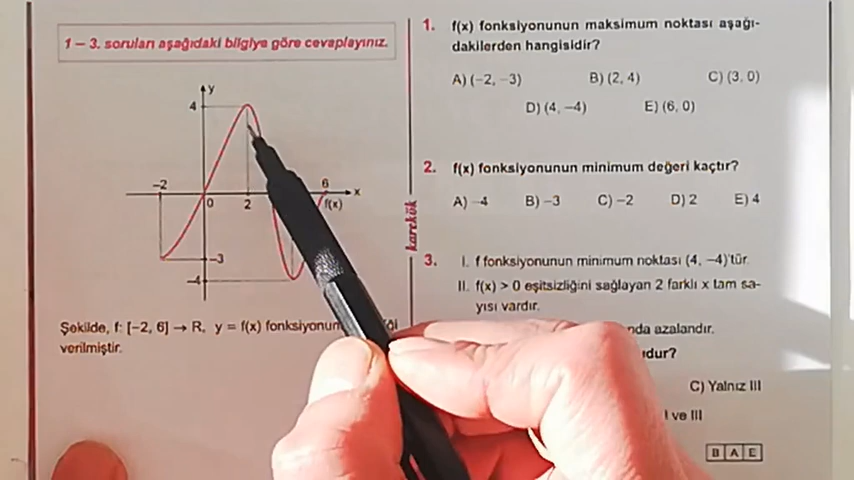 1 – 3. soruları aşağıdaki bilgiye göre cevaplayınız.
y
4
-2
0
2
6
x
f(x)
-3
-4
Şekilde, f: [-2, 6] → R, y = f(x)
verilmiştir.
karekök
1. f(x) fonksiyonunun maksimum noktası aşağı-
dakilerden hangisidir?
A) (-2, -3) B) (2, 4) C) (3, 0)
D) (4, -4) E) (6, 0)
2. f(x) fonksiyonunun minimum değeri kaçtır?
A) -4 B) -3 C) -2 D) 2 E) 4
3. I. f fonksiyonunun minimum noktası (4, -4)'tür.
II. f(x) > 0 eşitsizliğini sağlayan 2 farklı x tam sa-
yısı vardır.
azalandır.
C) Yalnız III
I ve III
B A E